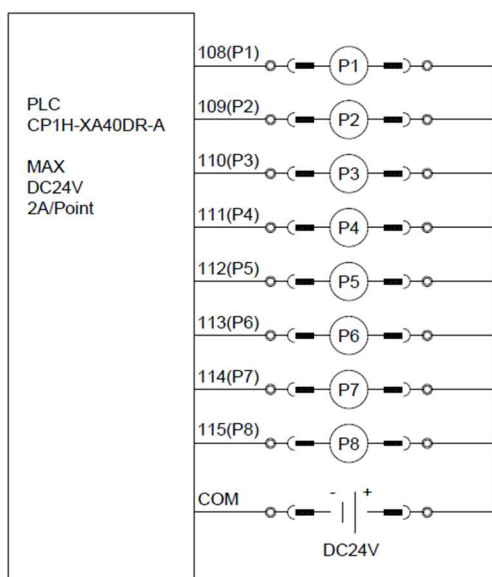 PLC
CP1H-XA40DR-A
MAX
DC24V
2A/Point
108(P1)
P1
109(P2)
P2
110(P3)
P3
111(P4)
P4
112(P5)
P5
113(P6)
P6
114(P7)
P7
115(P8)
P8
COM
- +
DC24V